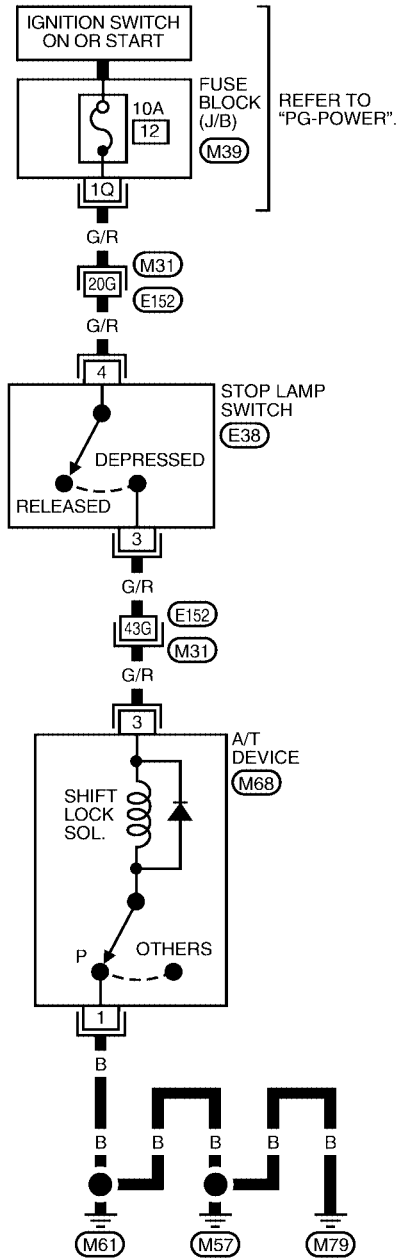 IGNITION SWITCH
ON OR START
FUSE
BLOCK
(J/B)
M39
REFER TO
"PG-POWER".
10A
12
1Q
G/R
M31
20G
E152
G/R
4
STOP LAMP
SWITCH
E38
DEPRESSED
RELEASED
3
G/R
E152
43G
M31
G/R
3
A/T
DEVICE
M68
SHIFT
LOCK
SOL.
P
OTHERS
1
B
B B B B B
M61 M57 M79